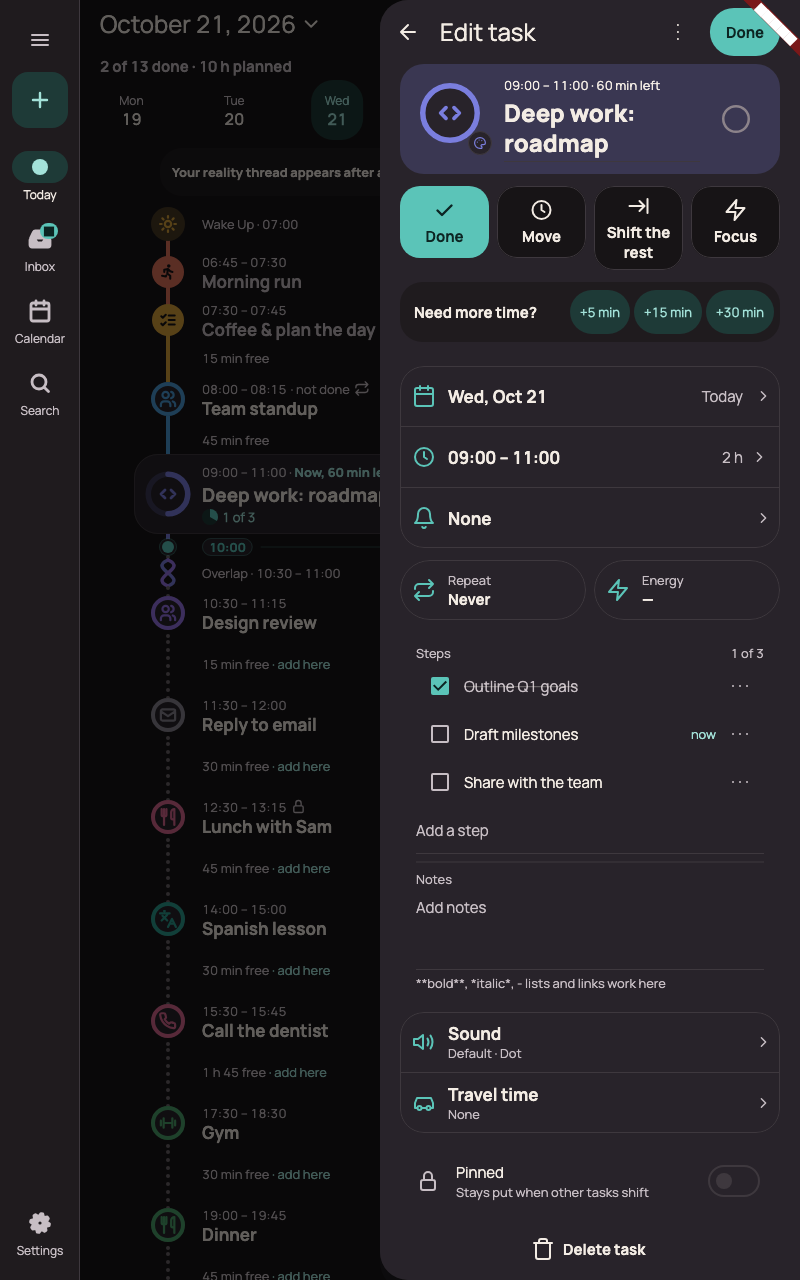 Today
Inbox
Calendar
Search
Settings
October 21, 2026
2 of 13 done · 10 h planned
Mon
19
Tue
20
Wed
21
Your reality thread appears after
Wake Up · 07:00
06:45 – 07:30
Morning run
07:30 – 07:45
Coffee & plan the day
15 min free
08:00 – 08:15 · not done
Team standup
45 min free
09:00 – 11:00 · Now, 60 min
Deep work:
1 of 3
10:00
Overlap · 10:30 – 11:00
10:30 – 11:15
Design review
15 min free · add here
11:30 – 12:00
Reply to email
30 min free · add here
12:30 – 13:15
Lunch with Sam
45 min free · add here
14:00 – 15:00
Spanish lesson
30 min free · add here
15:30 – 15:45
Call the dentist
1 h 45 free · add here
17:30 – 18:30
Gym
30 min free · add here
19:00 – 19:45
Dinner
45 min free · add here
Edit task
Done
09:00 – 11:00 · 60 min left
Deep work:
roadmap
Done
Move
Shift the
rest
Focus
Need more time?
+5 min
+15 min
+30 min
Wed, Oct 21
Today
09:00 – 11:00
2 h
None
Repeat
Never
Energy
–
Steps
1 of 3
Outline Q1 goals
Draft milestones
now
Share with the team
Add a step
Notes
Add notes
**bold**, *italic*, - lists and links work here
Sound
Default · Dot
Travel time
None
Pinned
Stays put when other tasks shift
Delete task